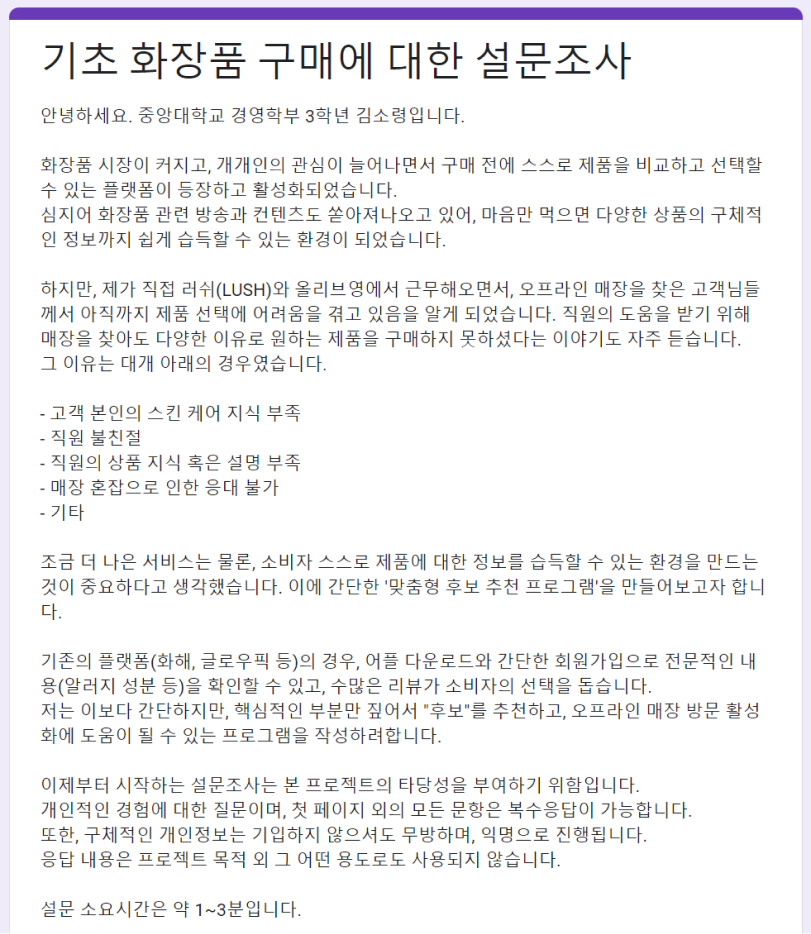 기초 화장품 구매에 대한 설문조사
안녕하세요. 중앙대학교 경영학부 3학년 김소령입니다.
화장품 시장이 커지고, 개개인의 관심이 늘어나면서 구매 전에 스스로 제품을 비교하고 선택할
수 있는 플랫폼이 등장하고 활성화되었습니다.
심지어 화장품 관련 방송과 컨텐츠도 쏟아져나오고 있어, 마음만 먹으면 다양한 상품의 구체적
인 정보까지 쉽게 습득할 수 있는 환경이 되었습니다.
하지만, 제가 직접 러쉬(LUSH)와 올리브영에서 근무해오면서, 오프라인 매장을 찾은 고객님들
께서 아직까지 제품 선택에 어려움을 겪고 있음을 알게 되었습니다. 직원의 도움을 받기 위해
매장을 찾아도 다양한 이유로 원하는 제품을 구매하지 못하셨다는 이야기도 자주 듣습니다.
그 이유는 대개 아래의 경우였습니다.
- 고객 본인의 스킨 케어 지식 부족
- 직원 불친절
- 직원의 상품 지식 혹은 설명 부족
- 매장 혼잡으로 인한 응대 불가
- 기타
조금 더 나은 서비스는 물론, 소비자 스스로 제품에 대한 정보를 습득할 수 있는 환경을 만드는
것이 중요하다고 생각했습니다. 이에 간단한 '맞춤형 후보 추천 프로그램'을 만들어보고자 합니
다.
기존의 플랫폼(화해, 글로우픽 등)의 경우, 어플 다운로드와 간단한 회원가입으로 전문적인 내
용(알러지 성분 등)을 확인할 수 있고, 수많은 리뷰가 소비자의 선택을 돕습니다.
저는 이보다 간단하지만, 핵심적인 부분만 짚어서 "후보"를 추천하고, 오프라인 매장 방문 활성
화에 도움이 될 수 있는 프로그램을 작성하려합니다.
이제부터 시작하는 설문조사는 본 프로젝트의 타당성을 부여하기 위함입니다.
개인적인 경험에 대한 질문이며, 첫 페이지 외의 모든 문항은 복수응답이 가능합니다.
또한, 구체적인 개인정보는 기입하지 않으셔도 무방하며, 익명으로 진행됩니다.
응답 내용은 프로젝트 목적 외 그 어떤 용도로도 사용되지 않습니다.
설문 소요시간은 약 1~3분입니다.